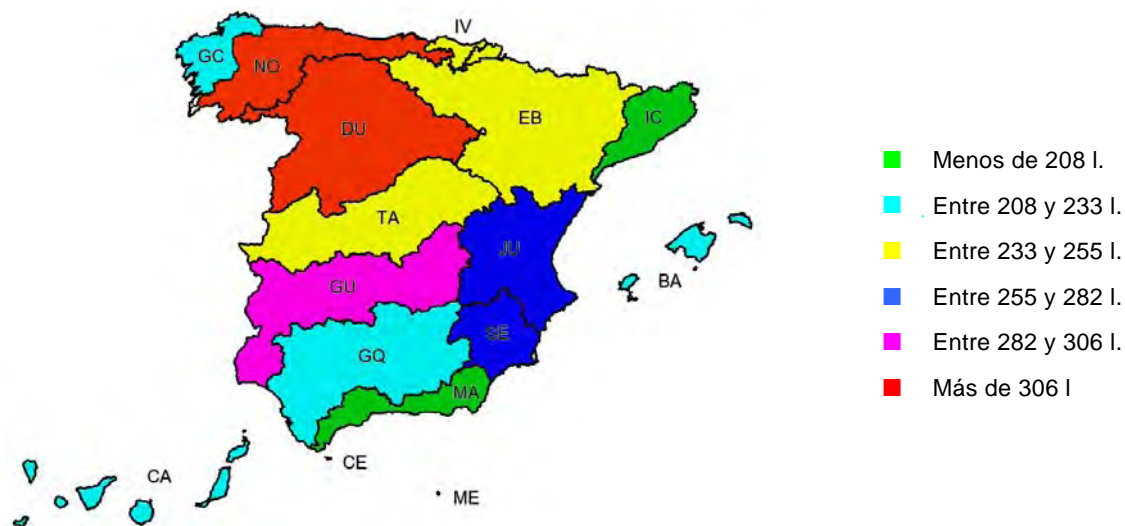 IV
GC
NO
EB
IC
DU
TA
JU
BA
GU
SE
GQ
MA
CE
CA
ME
Menos de 208 l.
Entre 208 y 233 l.
Entre 233 y 255 l.
Entre 255 y 282 l.
Entre 282 y 306 l.
Más de 306 l